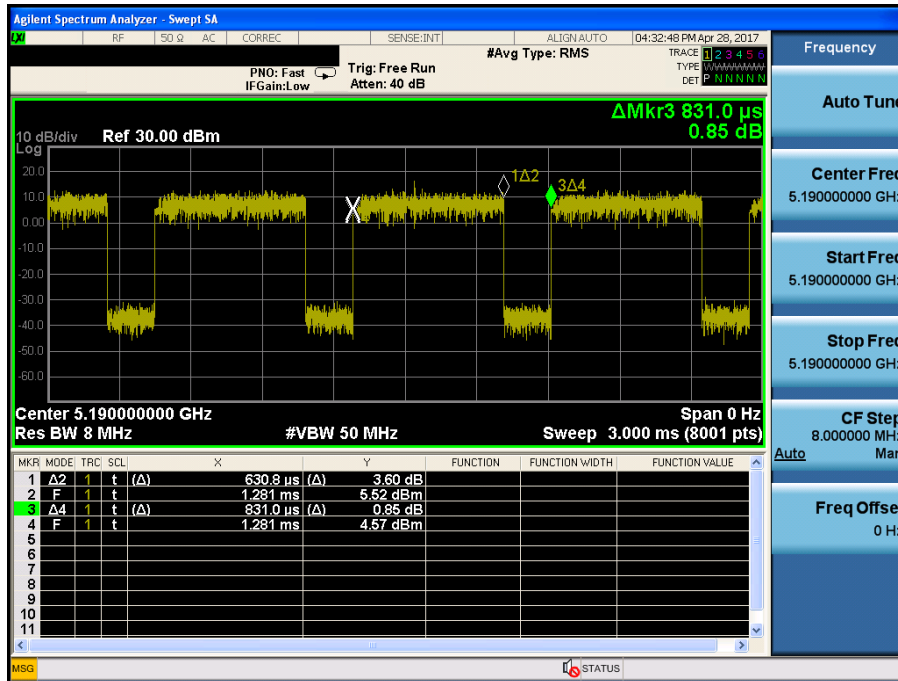 Agilent Spectrum Analyzer - Swept SA
LXI RF 50 Ω AC CORREC SENSE:INT ALIGN AUTO 04:32:48 PM Apr 28, 2017
Frequency
#Avg Type: RMS
TRACE 1 2 3 4 5 6
PNO: Fast Trig: Free Run
TYPE WWWWWW
IFGain:Low Atten: 40 dB
DET P N N N N N
Auto Tune
ΔMkr3 831.0 µs
0.85 dB
10 dB/div Ref 30.00 dBm
Log
20.0
10.0
0.00
-10.0
-20.0
-30.0
-40.0
-50.0
-60.0
1Δ2
3Δ4
X
Center Freq
5.190000000 GHz
Start Freq
5.190000000 GHz
Stop Freq
5.190000000 GHz
Center 5.190000000 GHz Span 0 Hz
Res BW 8 MHz #VBW 50 MHz Sweep 3.000 ms (8001 pts)
CF Step
8.000000 MHz
Auto Man
MKR MODE TRC SCL X Y FUNCTION FUNCTION WIDTH FUNCTION VALUE
1 Δ2 1 t (Δ) 630.8 µs (Δ) 3.60 dB
2 F 1 t 1.281 ms 5.52 dBm
3 Δ4 1 t (Δ) 831.0 µs (Δ) 0.85 dB
4 F 1 t 1.281 ms 4.57 dBm
5
6
7
8
9
10
11
Freq Offset
0 Hz
MSG STATUS